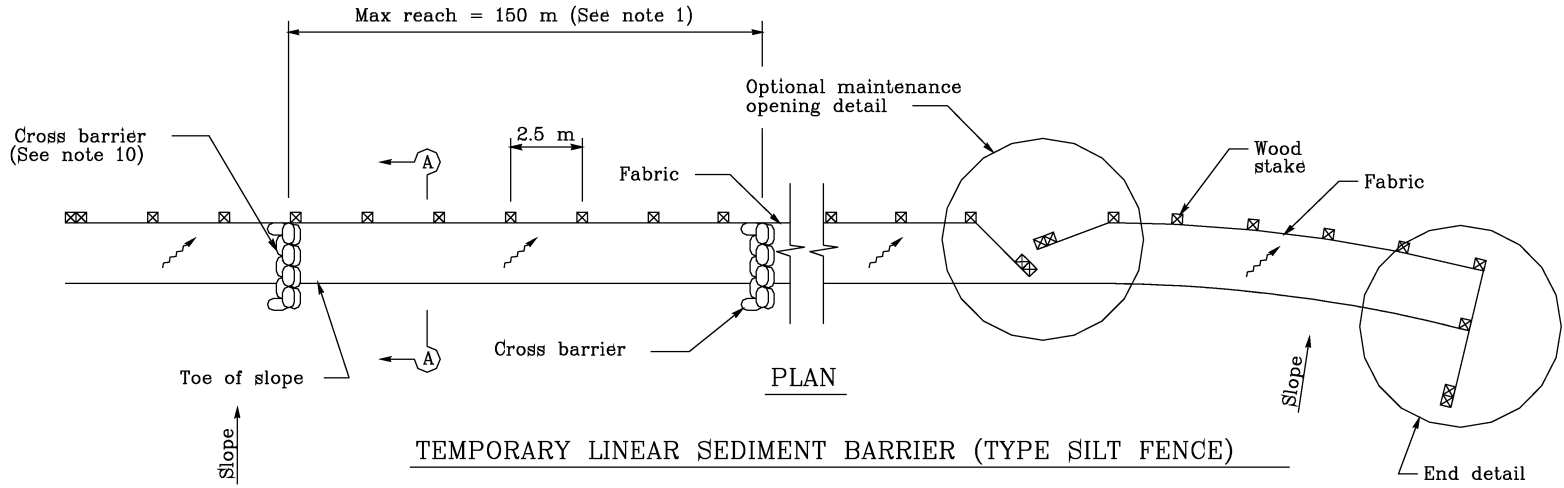 Max reach = 150 m (See note 1)
Optional maintenance
opening detail
Cross barrier
(See note 10)
2.5 m
A
Fabric
Wood
stake
Fabric
A
Cross barrier
Toe of slope
PLAN
Slope
Slope
TEMPORARY LINEAR SEDIMENT BARRIER (TYPE SILT FENCE)
End detail